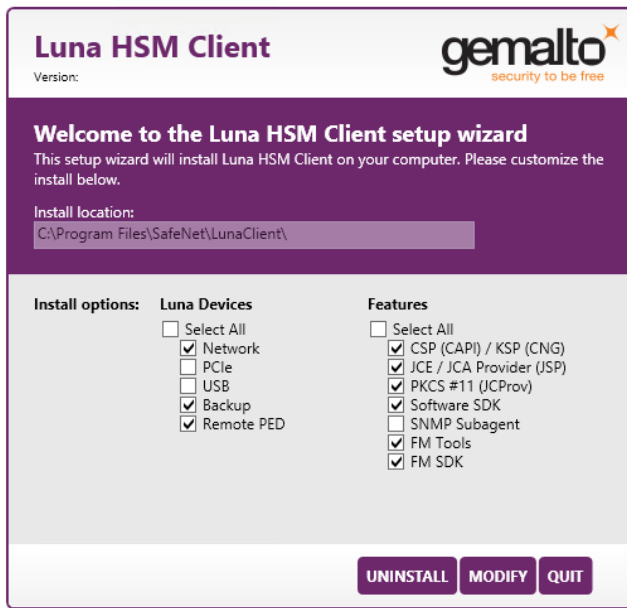 Luna HSM Client
Version:
gemalto
security to be free
Welcome to the Luna HSM Client setup wizard
This setup wizard will install Luna HSM Client on your computer. Please customize the
install below.
Install location:
C:\Program Files\SafeNet\LunaClient\
Install options:
Luna Devices
Select All
Network
PCIe
USB
Backup
Remote PED
Features
Select All
CSP (CAPI) / KSP (CNG)
JCE / JCA Provider (JSP)
PKCS #11 (JCProv)
Software SDK
SNMP Subagent
FM Tools
FM SDK
UNINSTALL
MODIFY
QUIT